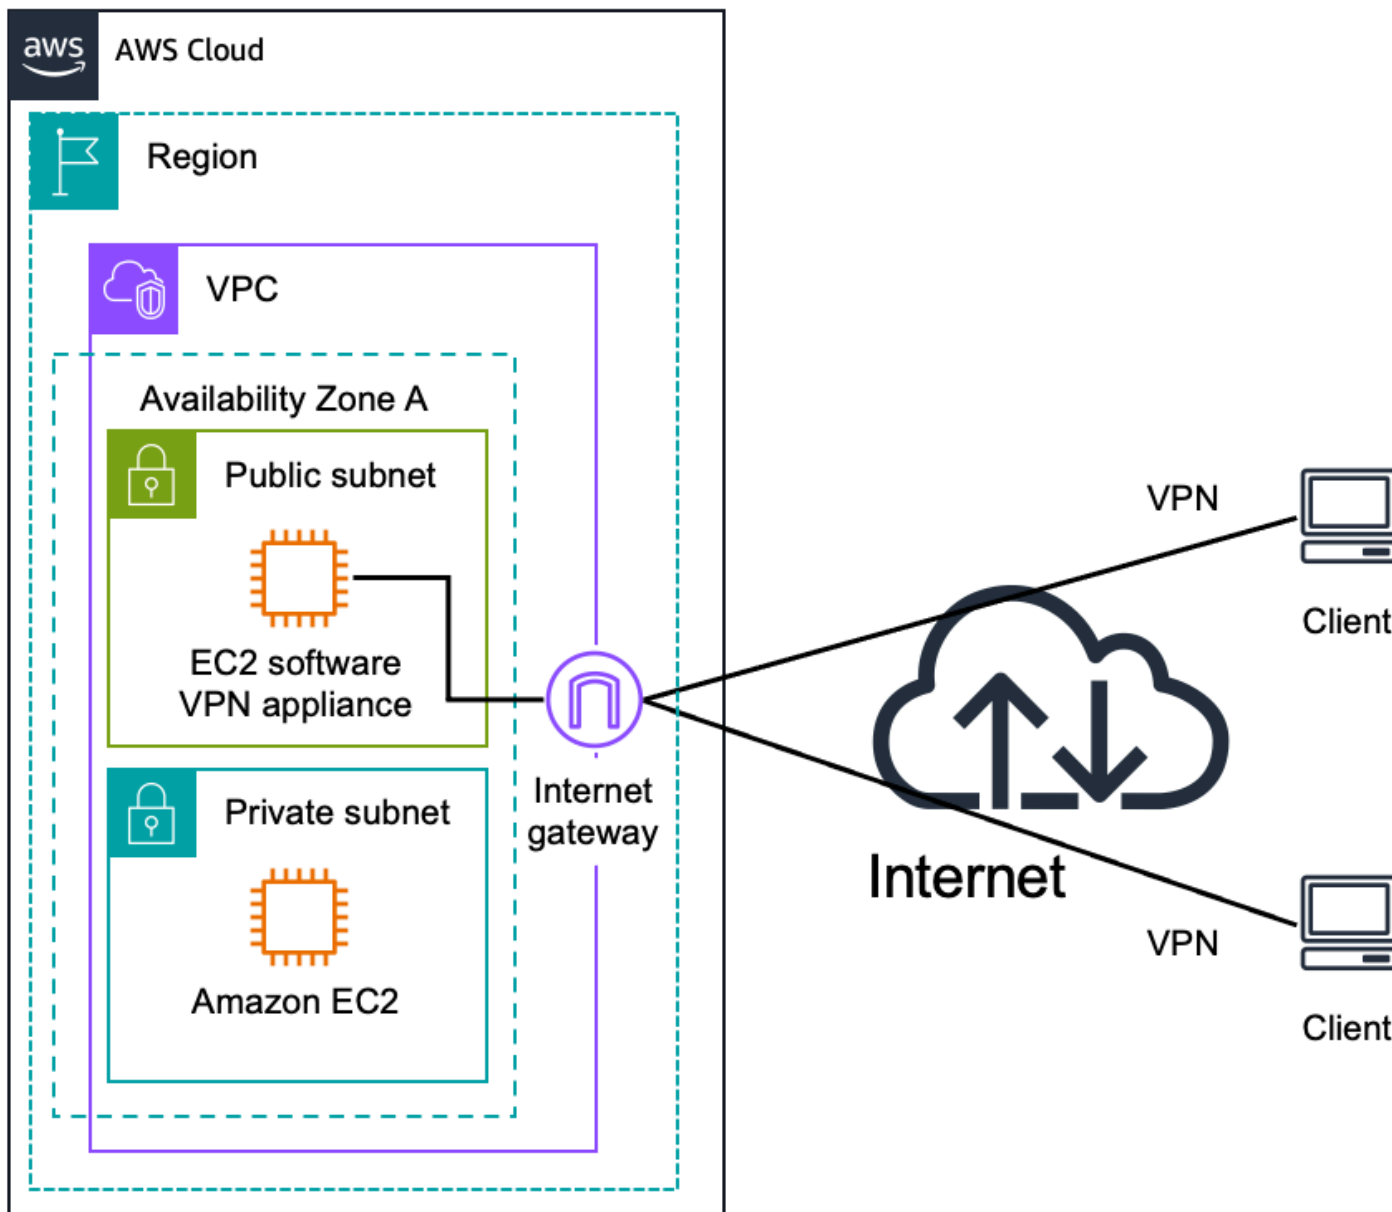 aws
AWS Cloud
Region
VPC
Availability Zone A
Public subnet
EC2 software
VPN appliance
Private subnet
Amazon EC2
Internet
gateway
Internet
VPN
Client
VPN
Client